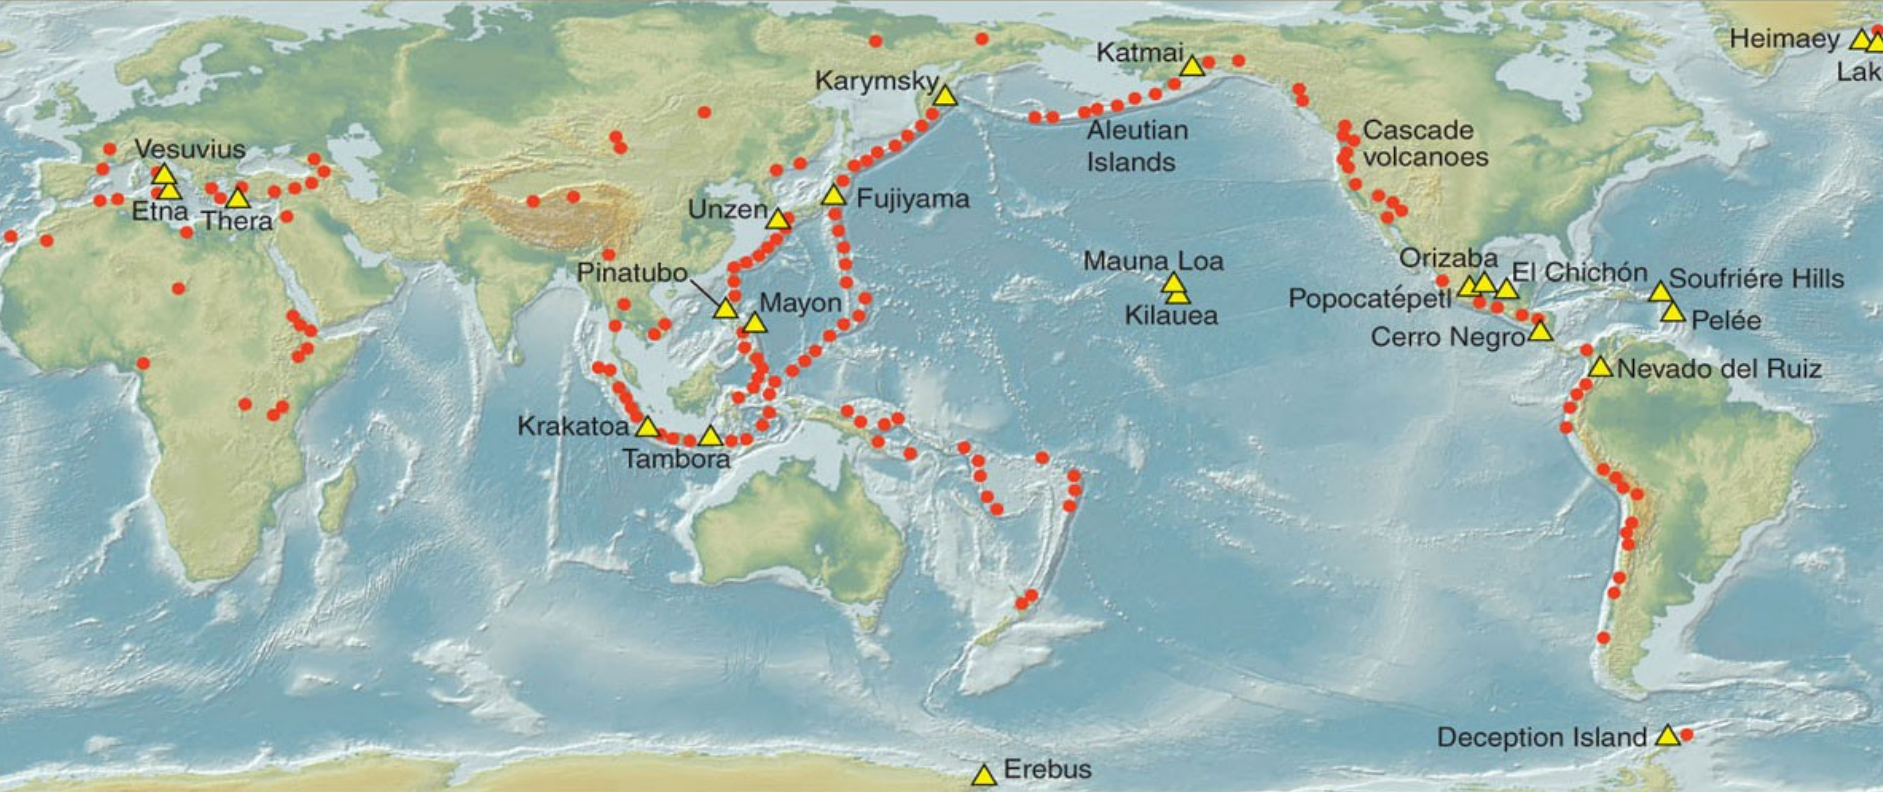 Heimaey
Lak
Katmai
Karymsky
Aleutian
Islands
Cascade
volcanoes
Vesuvius
Etna
Thera
Unzen
Fujiyama
Pinatubo
Mayon
Mauna Loa
Kilauea
Orizaba
El Chichón
Soufriére Hills
Popocatépetl
Pelée
Cerro Negro
Nevado del Ruiz
Krakatoa
Tambora
Deception Island
Erebus